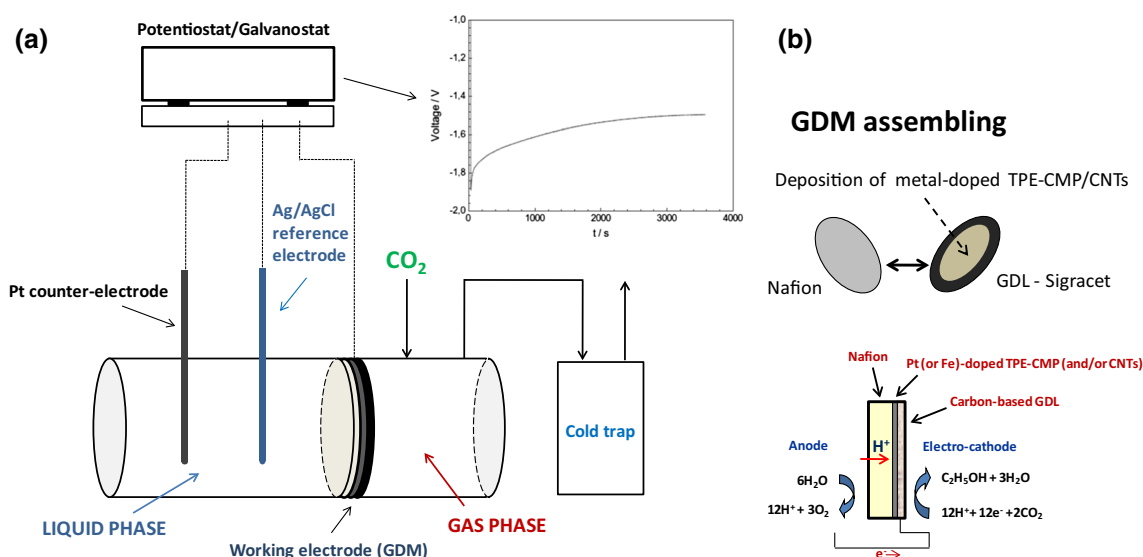 (a)
Potentiostat/Galvanostat
-1,0
-1,2
-1,4
-1,6
-1,8
-2,0
Voltage / V
0
1000
2000
3000
4000
t / s
Ag/AgCl
reference
electrode
CO2
Pt counter-electrode
Cold trap
LIQUID PHASE
GAS PHASE
Working electrode (GDM)
(b)
GDM assembling
Deposition of metal-doped TPE-CMP/CNTs
Nafion
GDL - Sigracet
Nafion
Pt (or Fe)-doped TPE-CMP (and/or CNTs)
Carbon-based GDL
Anode
H+
Electro-cathode
6H2O
C2H5OH + 3H2O
12H+ + 3O2
12H+ + 12e- +2CO2
e-